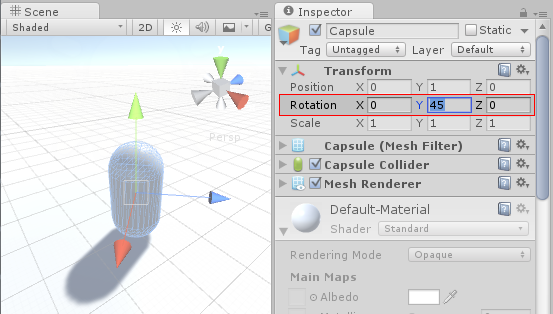 Scene
Shaded
2D
y
Persp
Inspector
Capsule
Static
Tag Untagged Layer Default
Transform
Position X 0 Y 1 Z 0
Rotation X 0 Y 45 Z 0
Scale X 1 Y 1 Z 1
Capsule (Mesh Filter)
Capsule Collider
Mesh Renderer
Default-Material
Shader Standard
Rendering Mode Opaque
Main Maps
Albedo